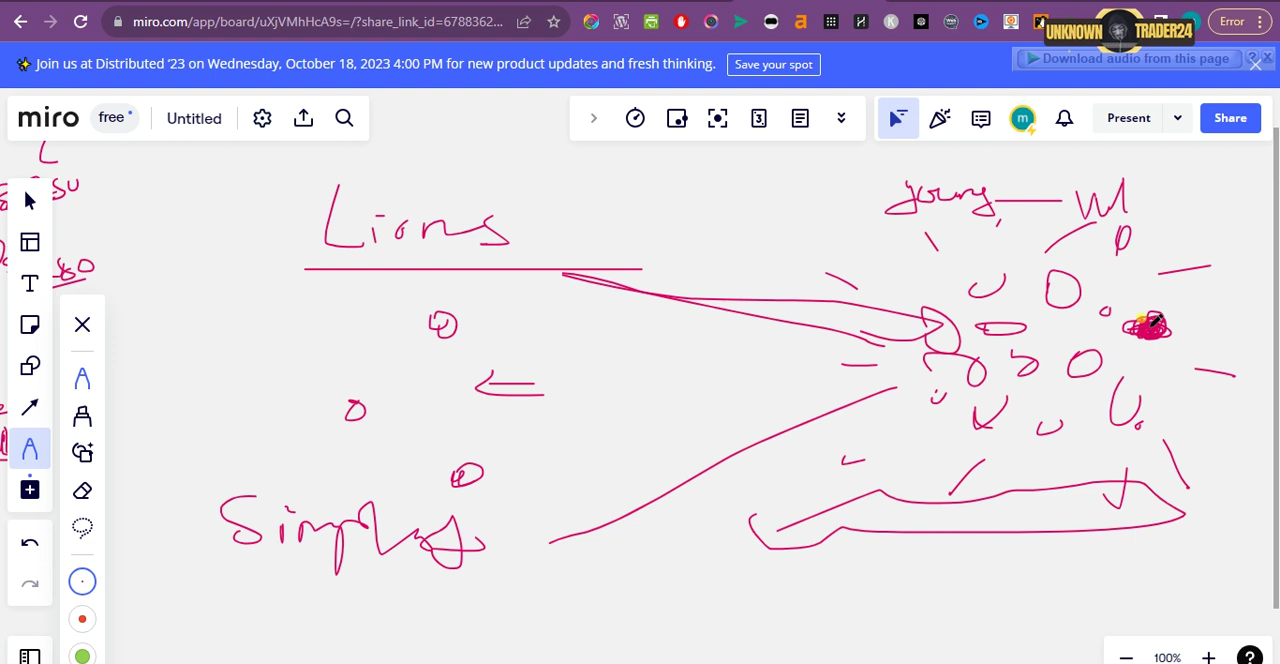 miro.com/app/board/uXjVMhHcA9s=/?share_link_id=6788362...
Error
UNKNOWN TRADER24
Join us at Distributed ‘23 on Wednesday, October 18, 2023 4:00 PM for new product updates and fresh thinking.
Save your spot
Download audio from this page
? X
miro
free
Untitled
3
Present
Share
Lions
young
T
100%
?